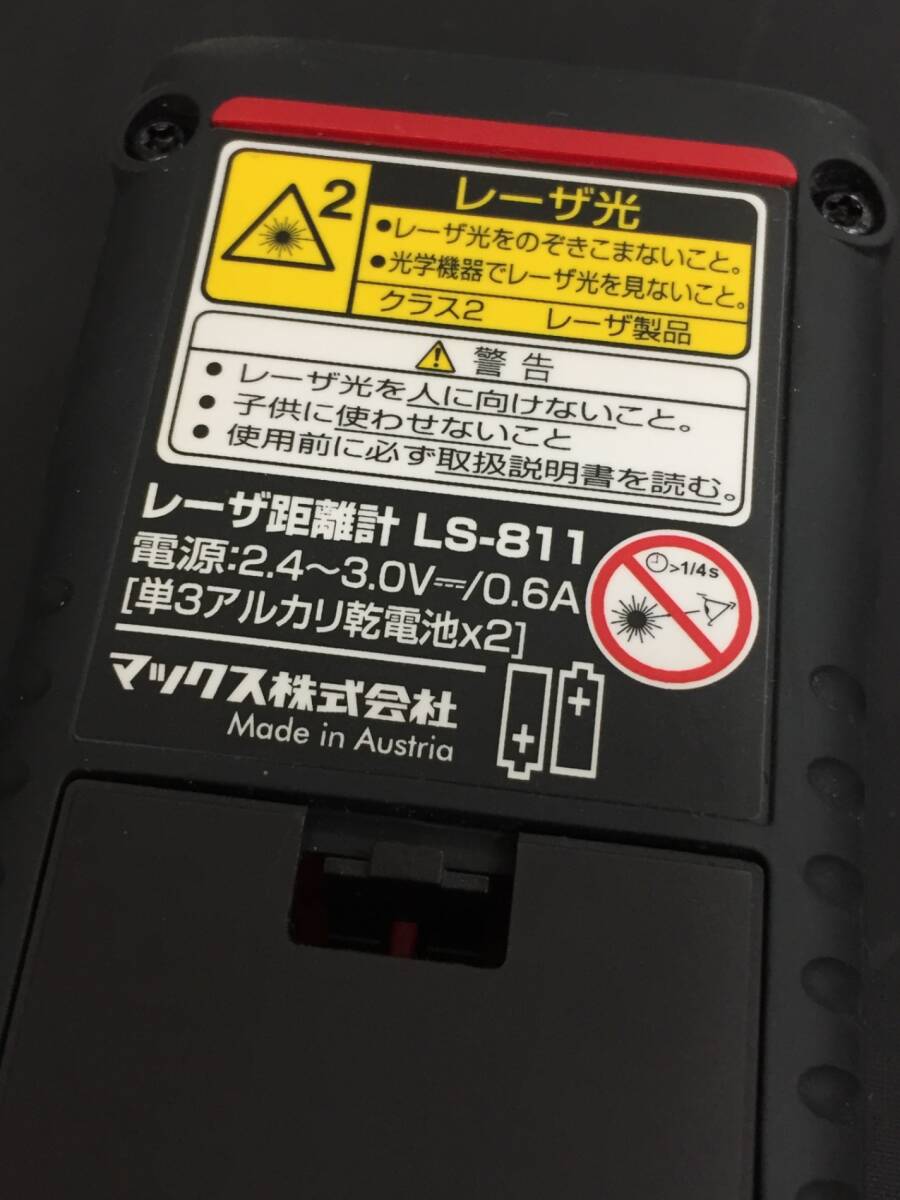 2
レーザ光
•レーザ光をのぞきこまないこと。
•光学機器でレーザ光を見ないこと。
クラス2 レーザ製品
警告
• レーザ光を人に向けないこと。
• 子供に使わせないこと
• 使用前に必ず取扱説明書を読む。
レーザ距離計 LS-811
電源:2.4〜3.0V⎓/0.6A
[単3アルカリ乾電池x2]
>1/4s
マックス株式会社
Made in Austria
+
+